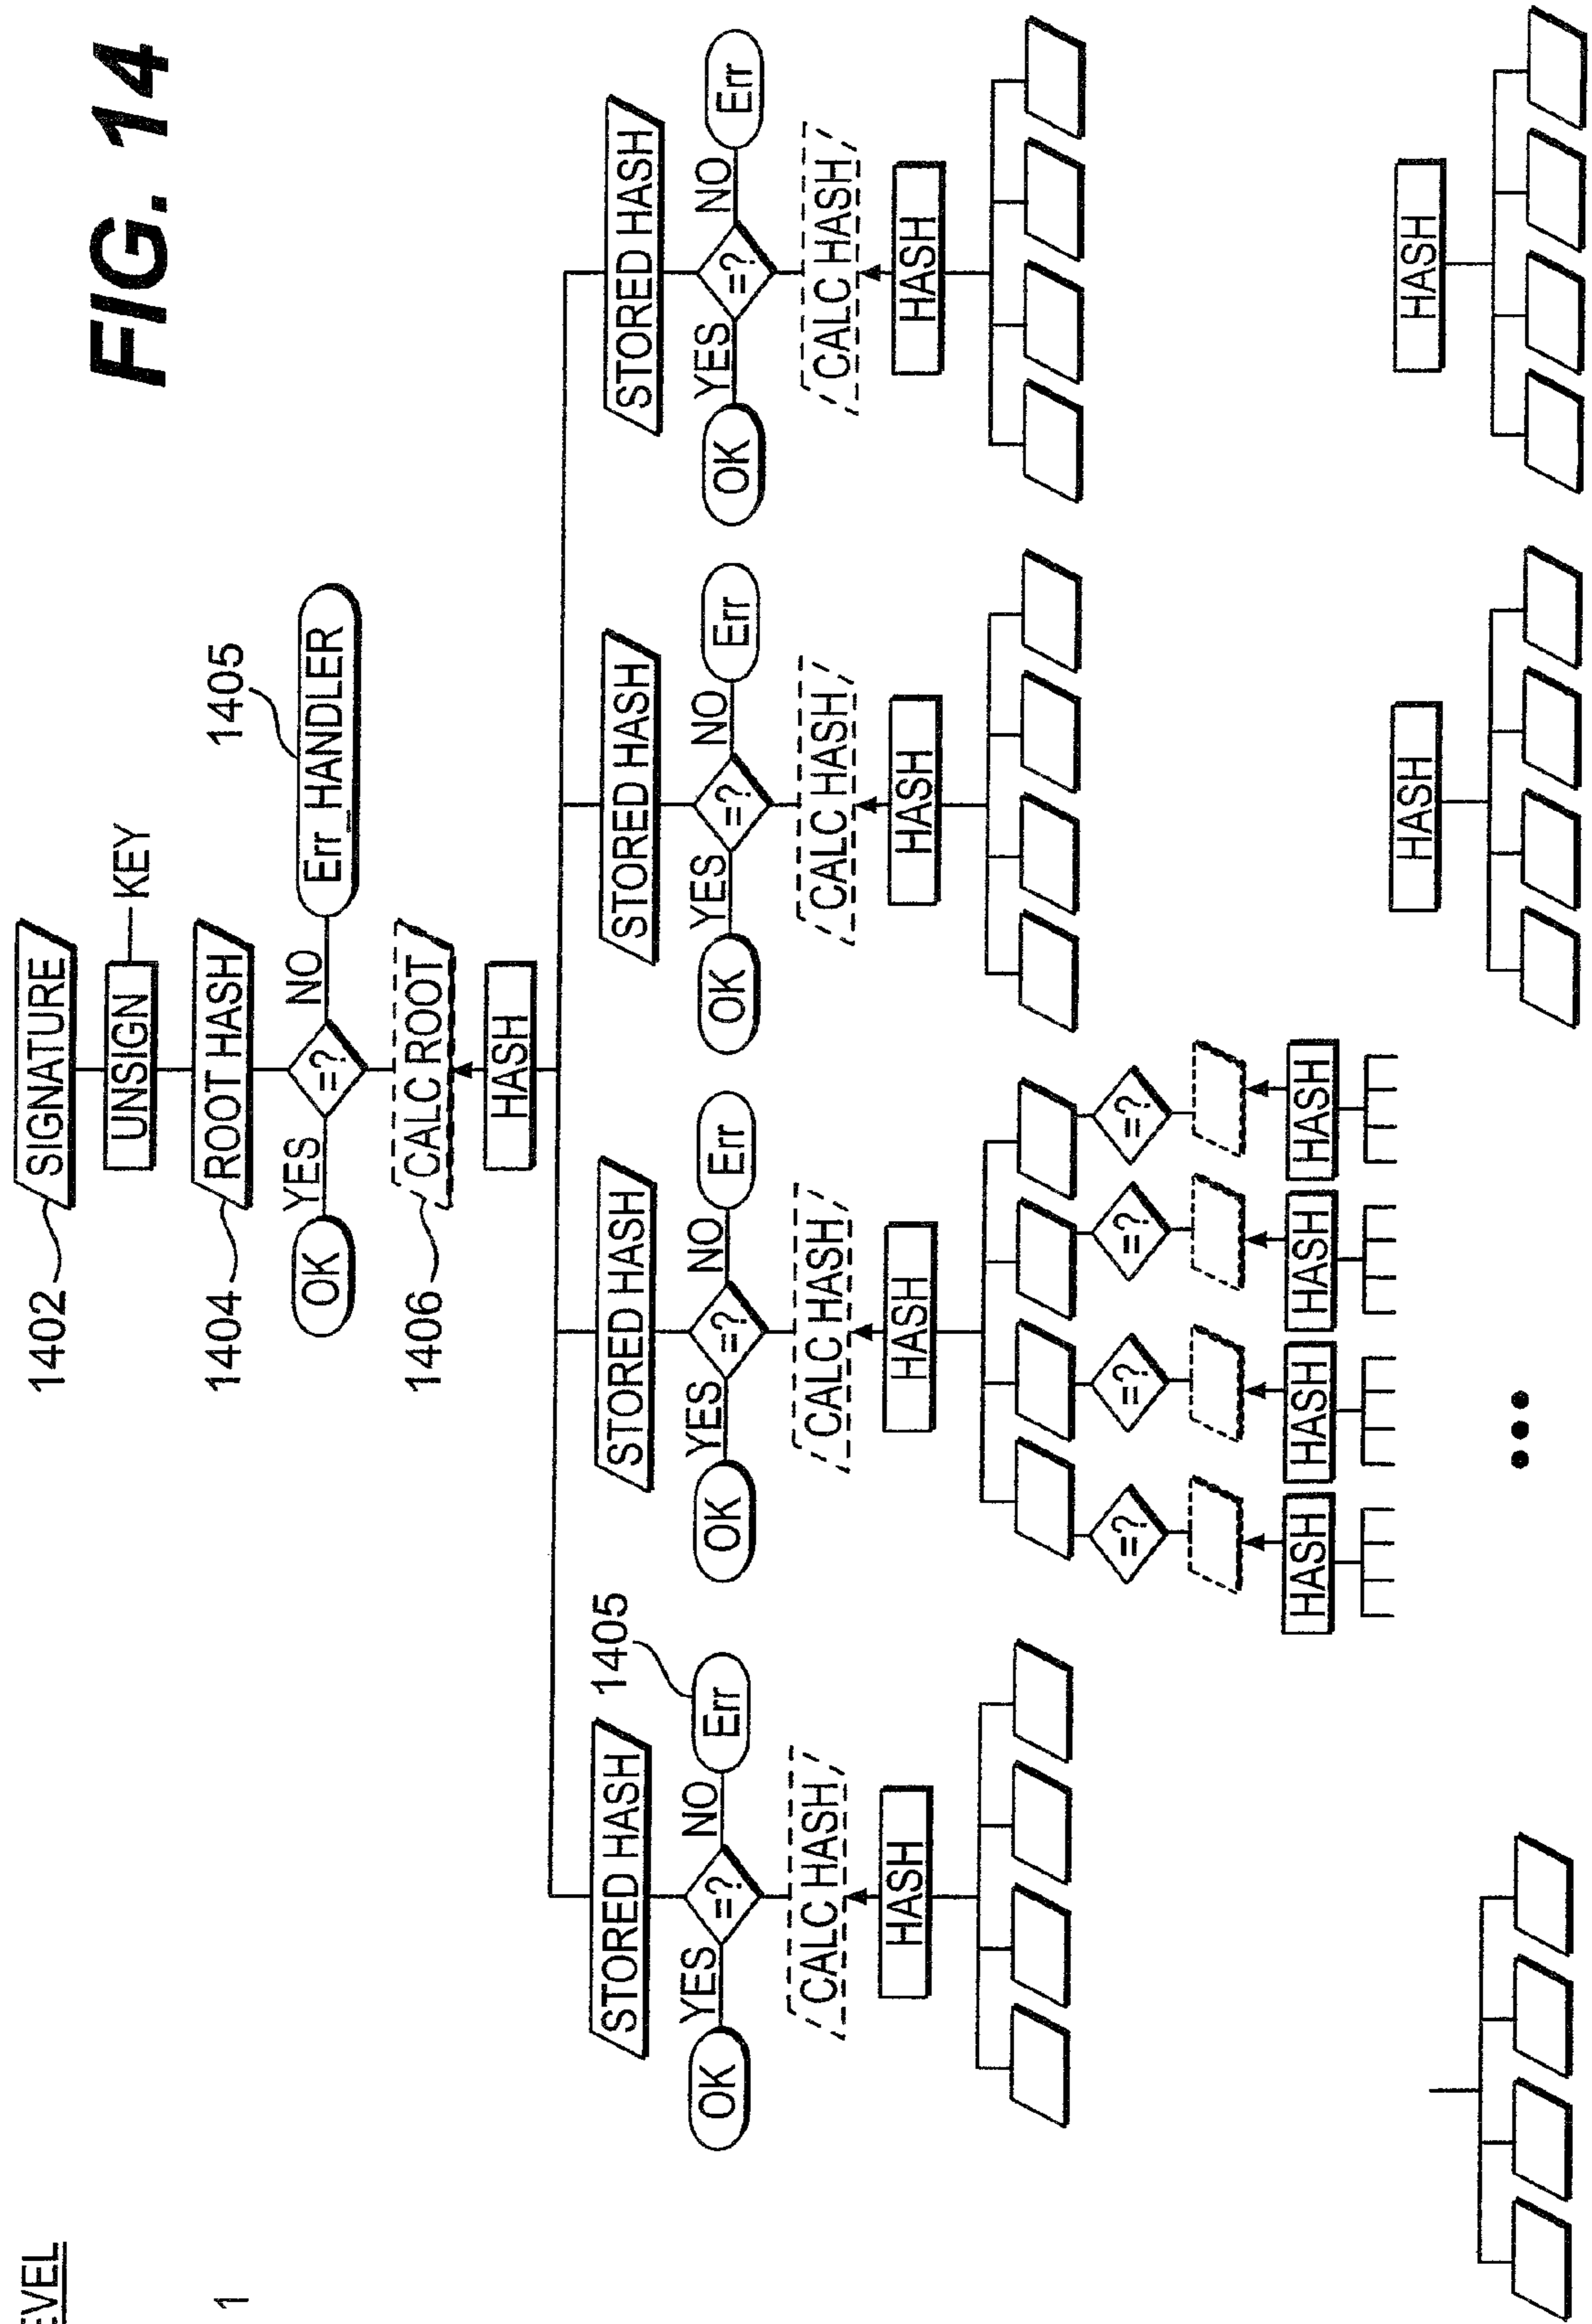 FIG. 14
EVEL
1
1402
SIGNATURE
UNSIGN
KEY
1404
ROOT HASH
1405
OK
YES
=?
NO
Err_HANDLER
1406
CALC ROOT
HASH
STORED HASH
STORED HASH
STORED HASH
STORED HASH
1405
OK
YES
=?
NO
Err
OK
YES
=?
NO
Err
OK
YES
=?
NO
Err
OK
YES
=?
NO
Err
CALC HASH
CALC HASH
CALC HASH
CALC HASH
HASH
HASH
HASH
HASH
=?
=?
=?
=?
HASH
HASH
HASH
HASH
HASH
HASH